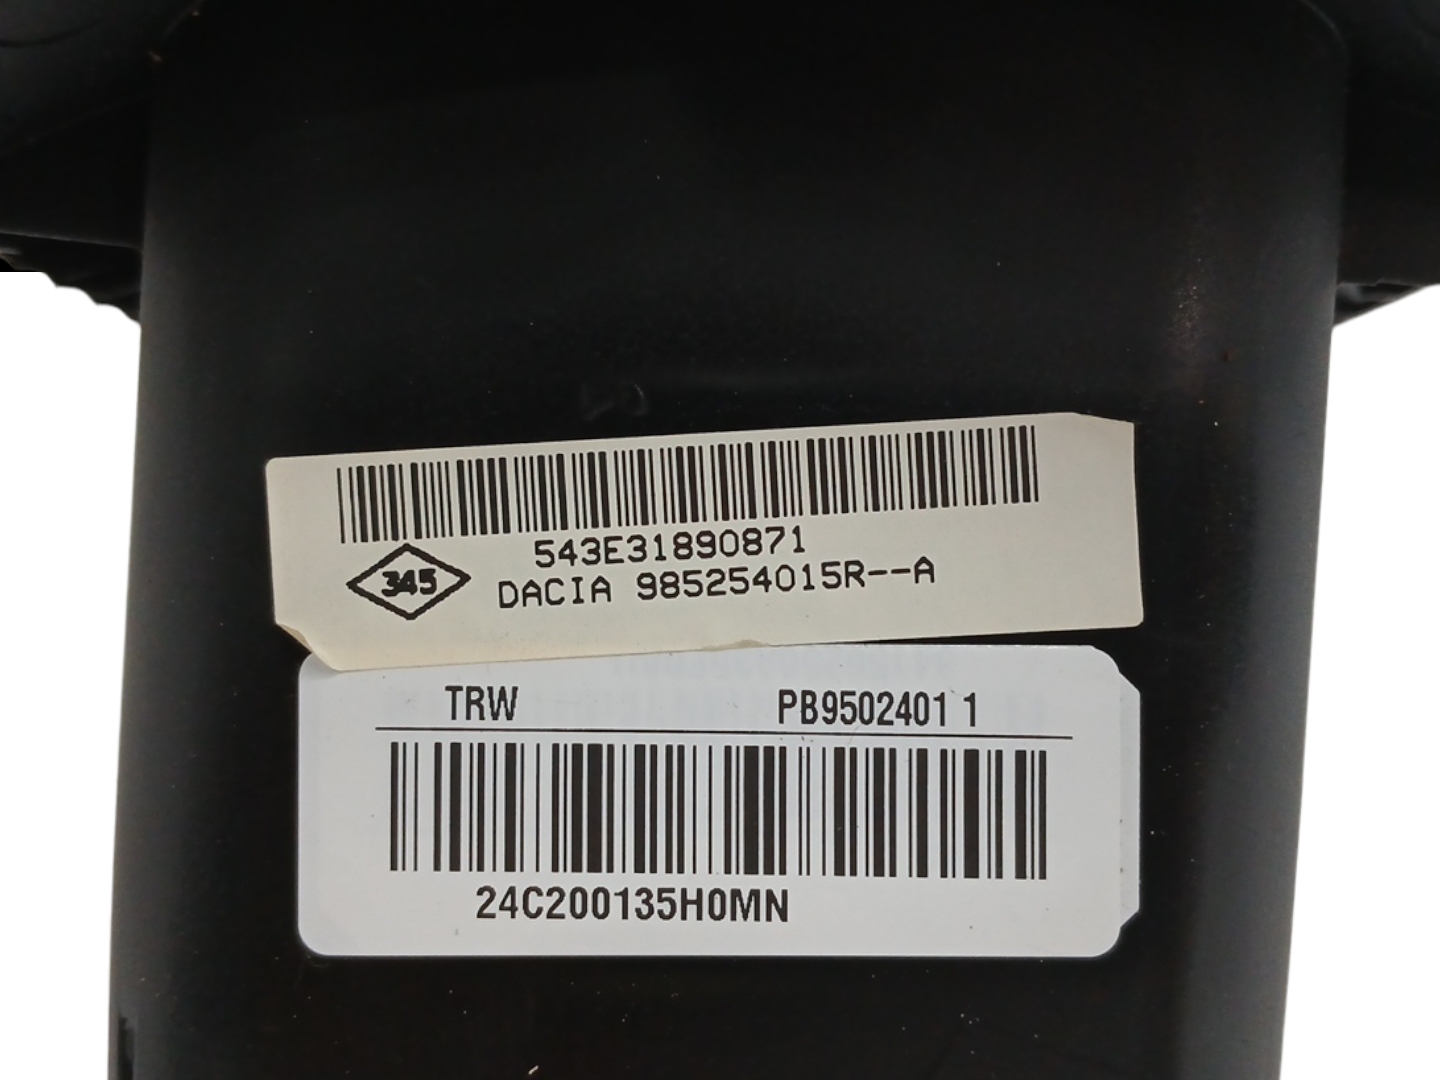 543E31890871
345 DACIA 985254015R--A
TRW PB9502401 1
24C200135H0MN